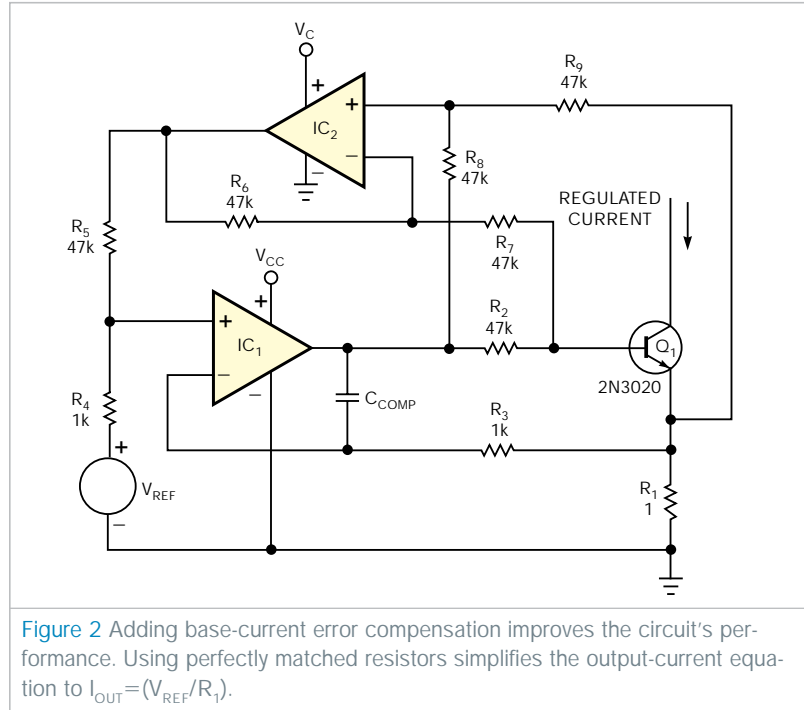 V_C
+
R_9
47k
+
IC_2
−
−
R_8
47k
R_6
47k
REGULATED
CURRENT
R_5
47k
R_7
47k
V_CC
+
R_2
47k
+
IC_1
−
−
Q_1
2N3020
C_COMP
R_3
1k
R_4
1k
+
V_REF
−
R_1
1
Figure 2 Adding base-current error compensation improves the circuit's per-
formance. Using perfectly matched resistors simplifies the output-current equa-
tion to I_OUT=(V_REF/R_1).